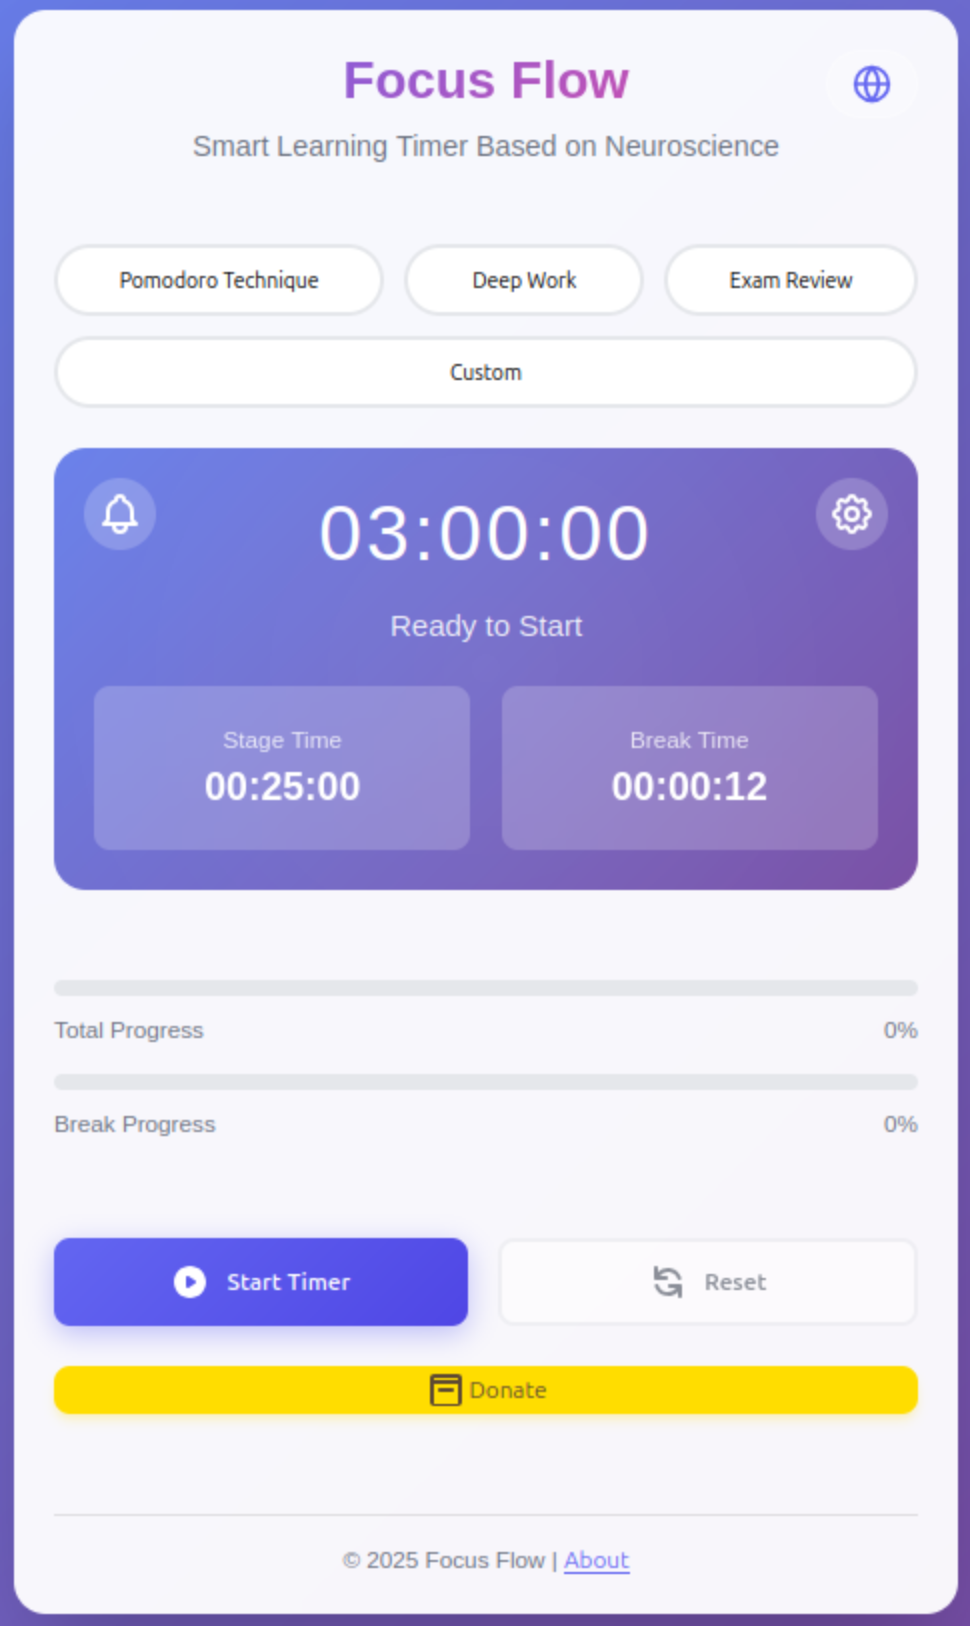 Focus Flow
Smart Learning Timer Based on Neuroscience
Pomodoro Technique
Deep Work
Exam Review
Custom
03:00:00
Ready to Start
Stage Time
00:25:00
Break Time
00:00:12
Total Progress
0%
Break Progress
0%
Start Timer
Reset
Donate
© 2025 Focus Flow | About